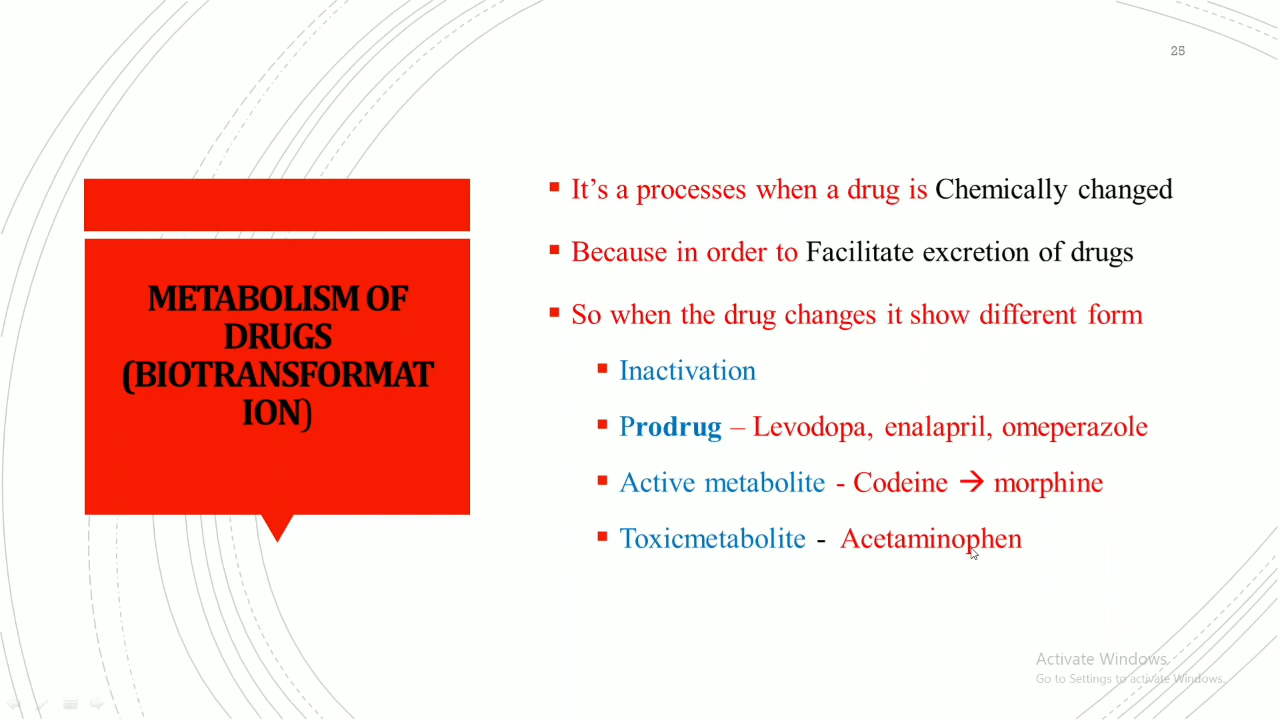 25
METABOLISM OF
DRUGS
(BIOTRANSFORMAT
ION)
It's a processes when a drug is Chemically changed
Because in order to Facilitate excretion of drugs
So when the drug changes it show different form
Inactivation
Prodrug – Levodopa, enalapril, omeperazole
Active metabolite - Codeine → morphine
Toxicmetabolite - Acetaminophen
Activate Windows
Go to Settings to activate Windows.